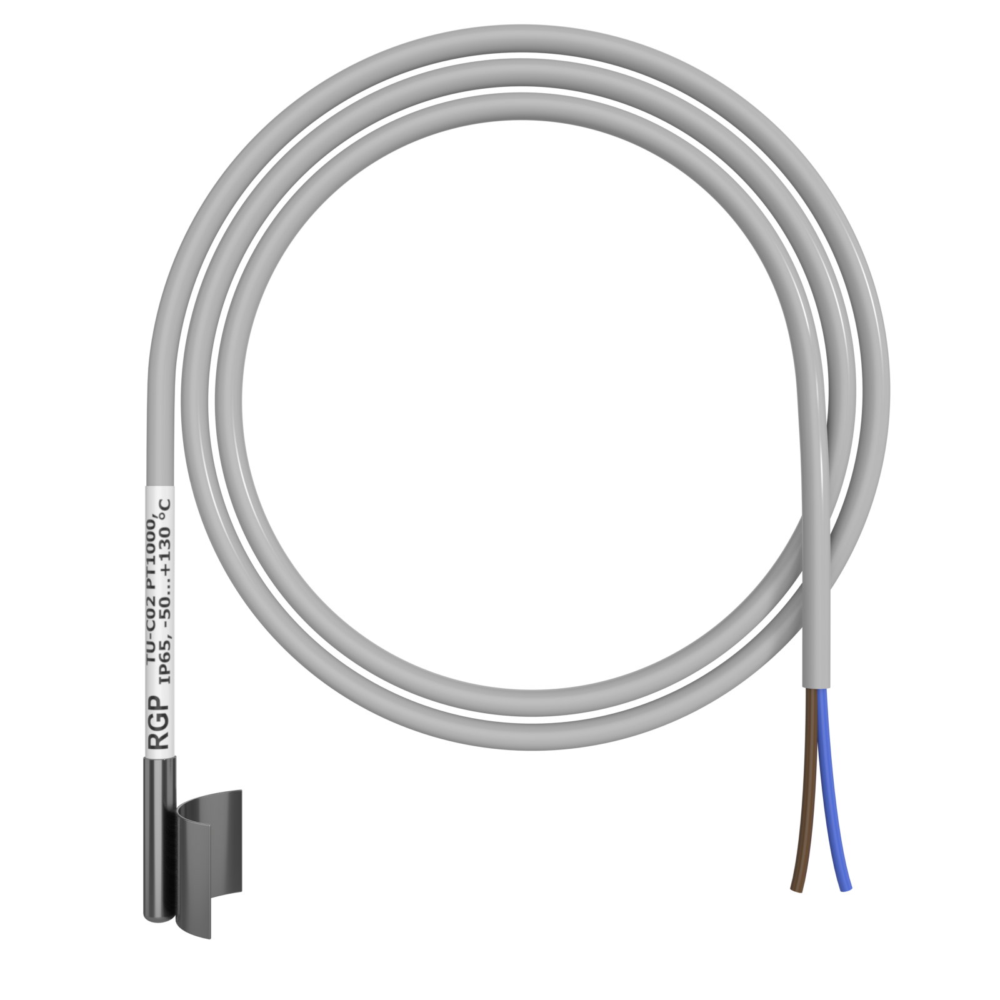 RGP
TU-C02 PT1000,
IP65, -50...+130 °C